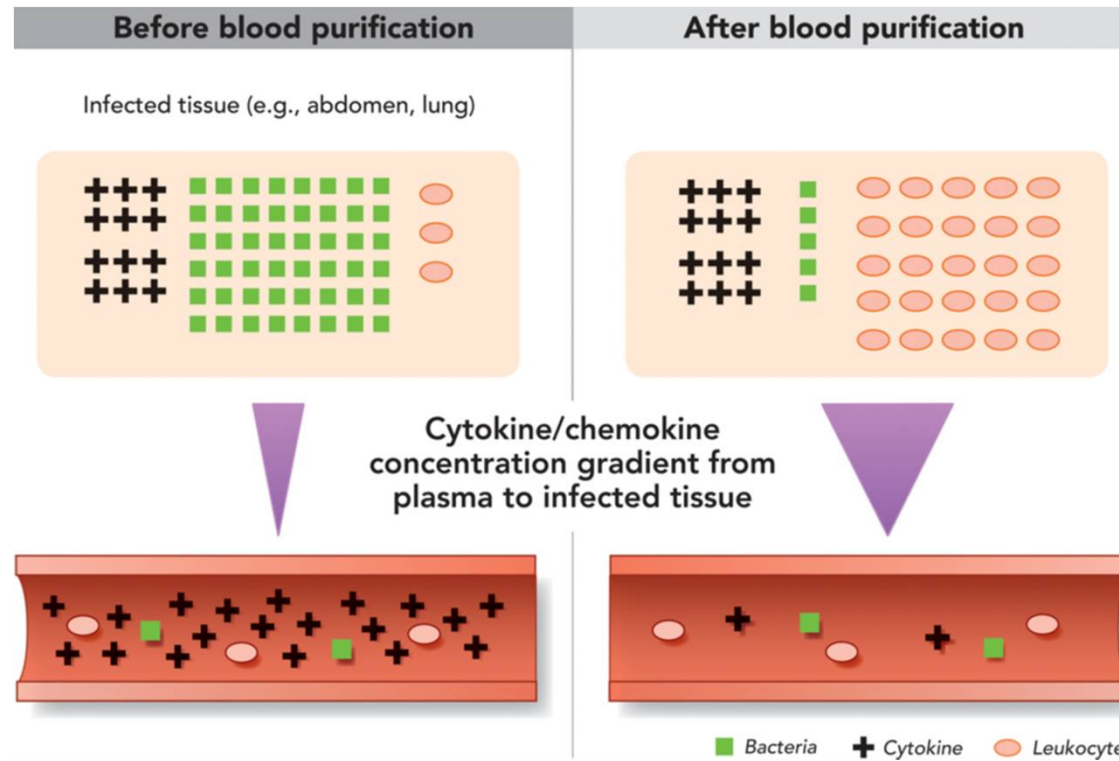 Before blood purification
After blood purification
Infected tissue (e.g., abdomen, lung)
Cytokine/chemokine
concentration gradient from
plasma to infected tissue
Bacteria
Cytokine
Leukocyte